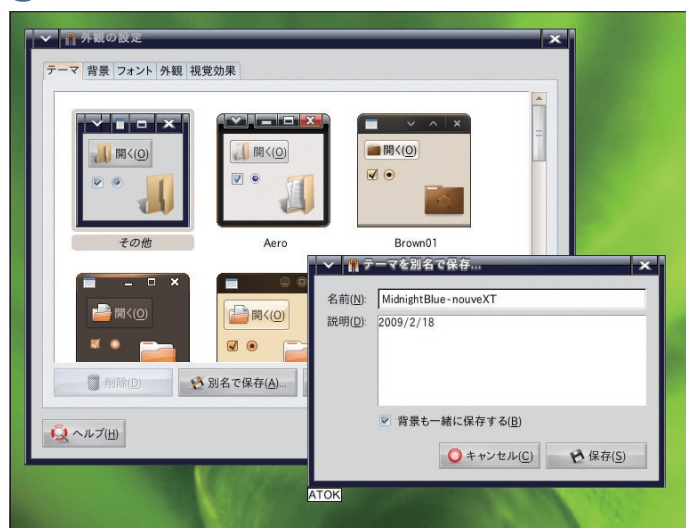 外観の設定
テーマ 背景 フォント 外観 視覚効果
開く(O)
開く(O)
開く(O)
その他
Aero
Brown01
開く(O)
開く(O)
削除(D)
別名で保存(A)...
ヘルプ(H)
テーマを別名で保存...
名前(N):
MidnightBlue-nouveXT
説明(D):
2009/2/18
背景も一緒に保存する(B)
キャンセル(C)
保存(S)
ATOK